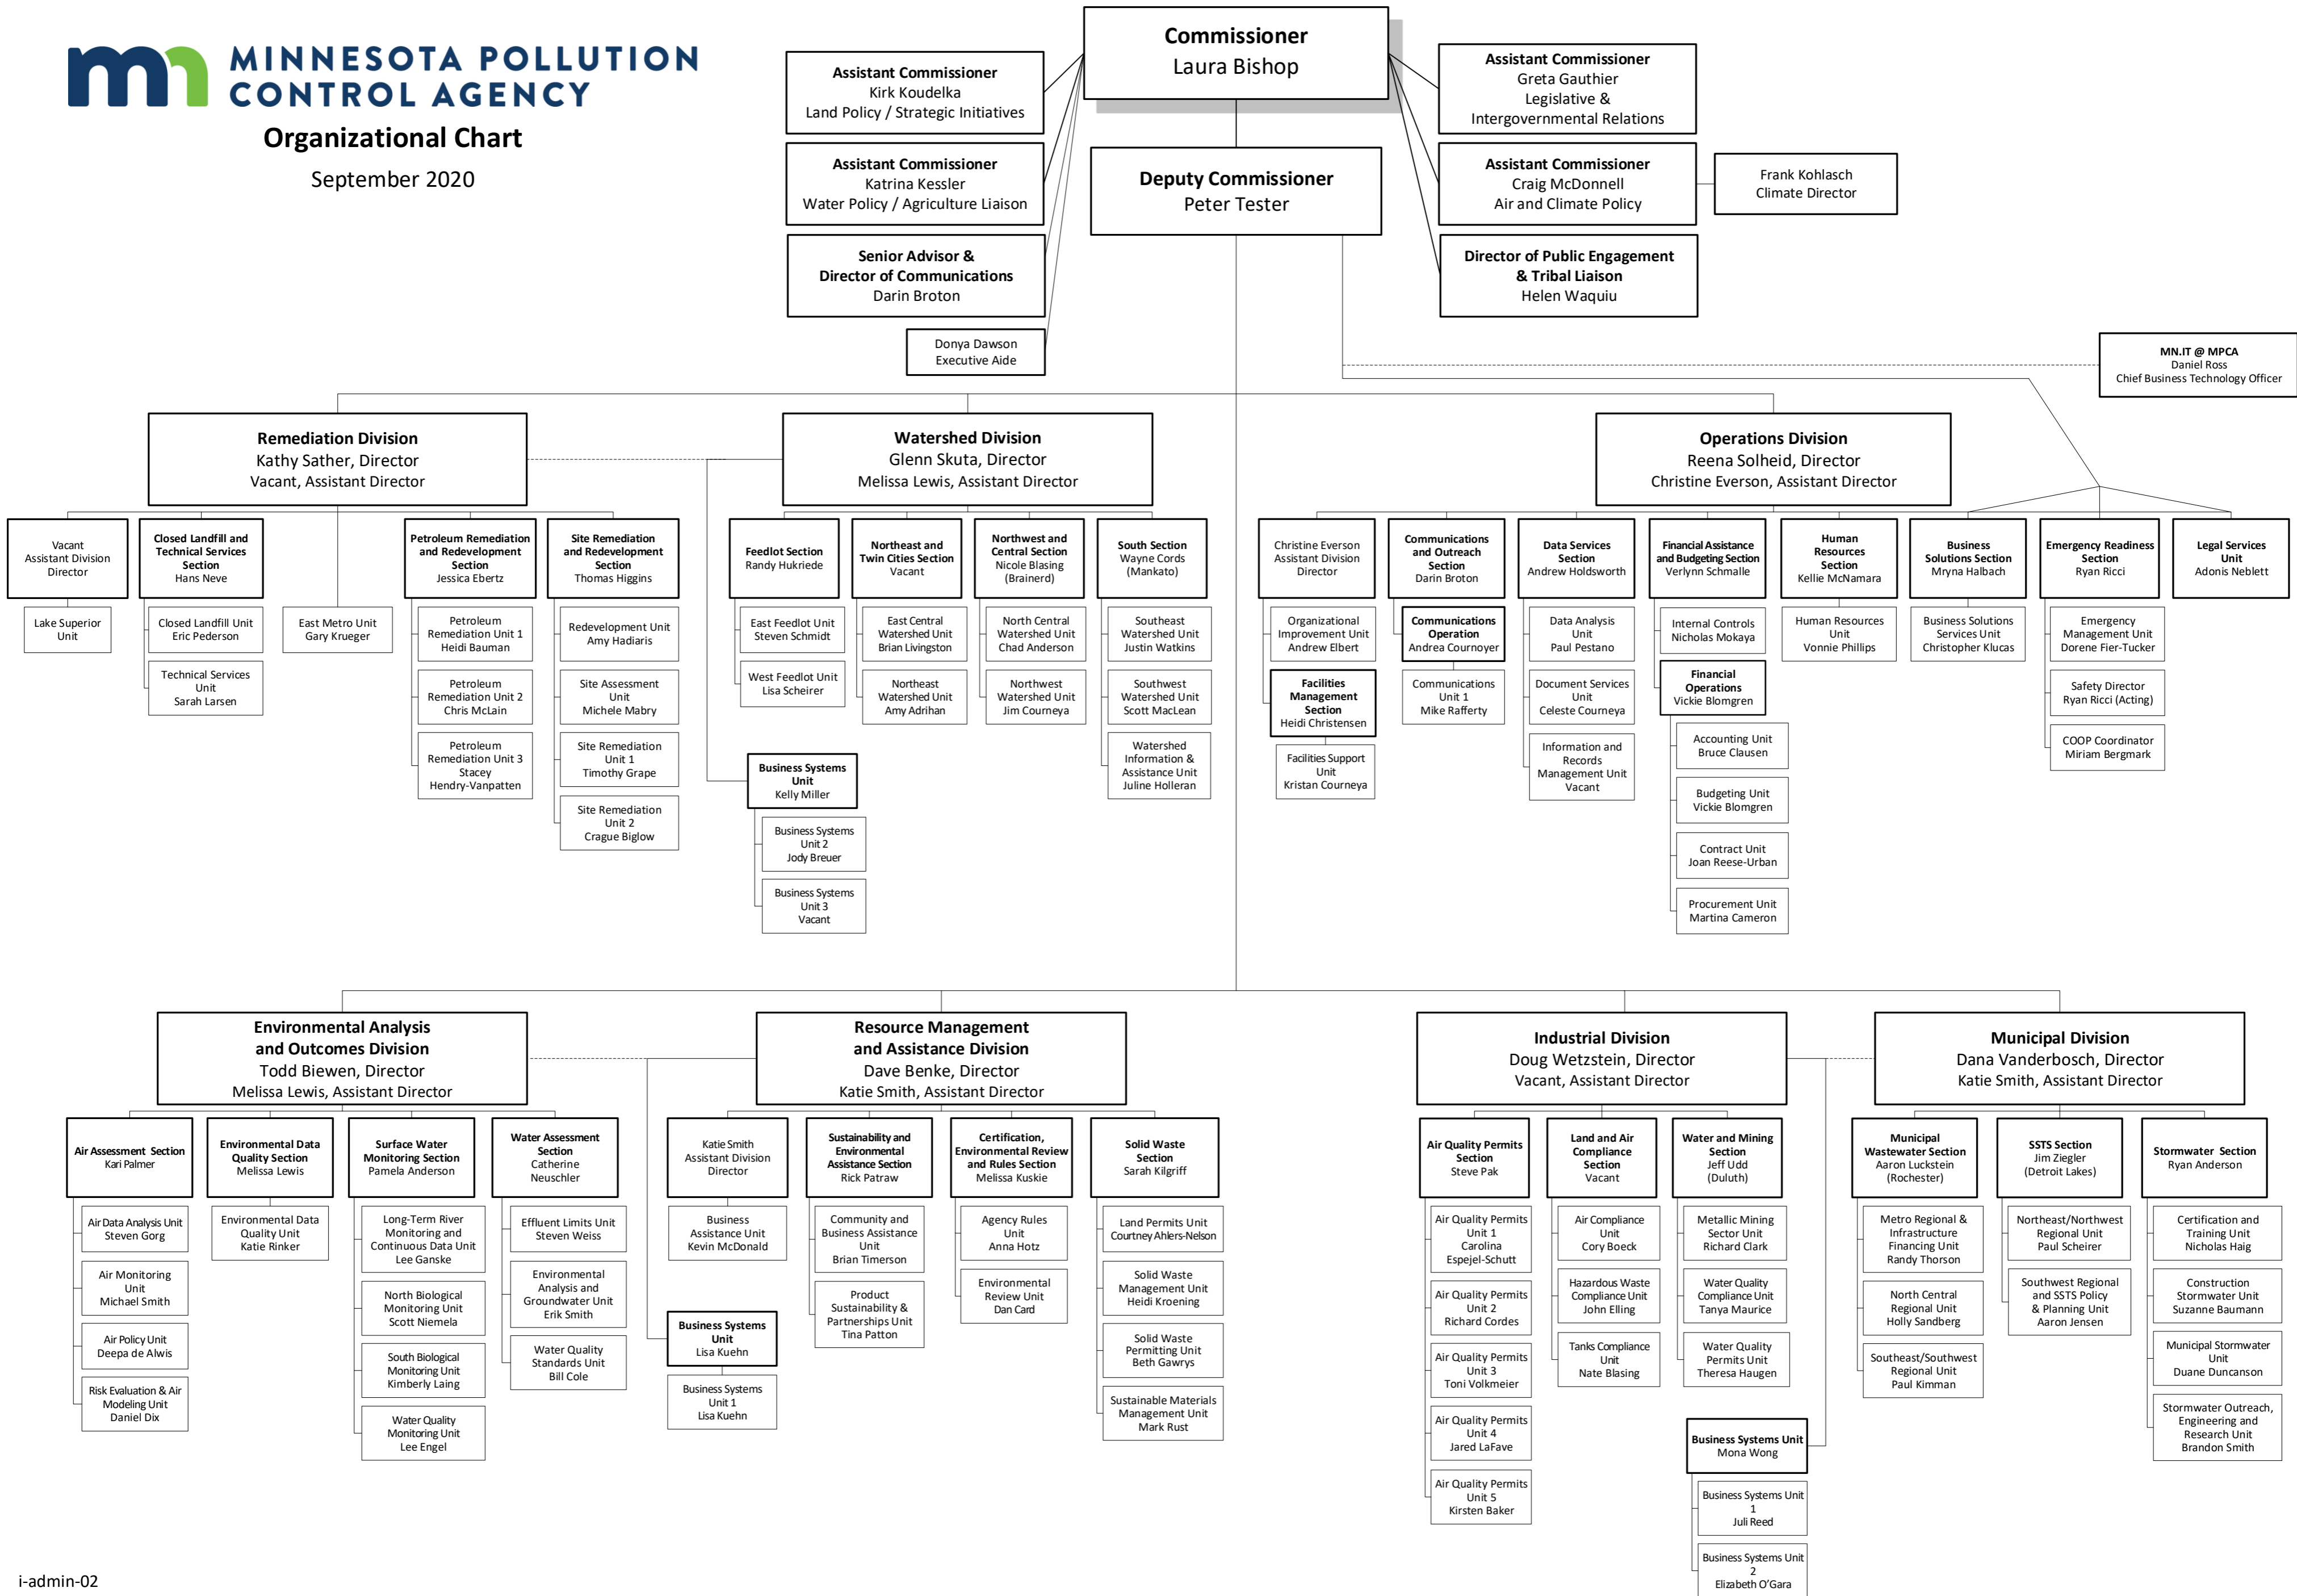 MINNESOTA POLLUTION
CONTROL AGENCY
Organizational Chart
September 2020
Commissioner
Laura Bishop
Assistant Commissioner
Kirk Koudelka
Land Policy / Strategic Initiatives
Assistant Commissioner
Greta Gauthier
Legislative &
Intergovernmental Relations
Assistant Commissioner
Katrina Kessler
Water Policy / Agriculture Liaison
Deputy Commissioner
Peter Tester
Assistant Commissioner
Craig McDonnell
Air and Climate Policy
Frank Kohlasch
Climate Director
Senior Advisor &
Director of Communications
Darin Broton
Director of Public Engagement
& Tribal Liaison
Helen Waquiu
Donya Dawson
Executive Aide
MN.IT @ MPCA
Daniel Ross
Chief Business Technology Officer
Remediation Division
Kathy Sather, Director
Vacant, Assistant Director
Watershed Division
Glenn Skuta, Director
Melissa Lewis, Assistant Director
Operations Division
Reena Solheid, Director
Christine Everson, Assistant Director
Vacant
Assistant Division
Director
Lake Superior
Unit
Closed Landfill and
Technical Services
Section
Hans Neve
Closed Landfill Unit
Eric Pederson
Technical Services
Unit
Sarah Larsen
East Metro Unit
Gary Krueger
Petroleum Remediation
and Redevelopment
Section
Jessica Ebertz
Petroleum
Remediation Unit 1
Heidi Bauman
Petroleum
Remediation Unit 2
Chris McLain
Petroleum
Remediation Unit 3
Stacey
Hendry-Vanpatten
Site Remediation
and Redevelopment
Section
Thomas Higgins
Redevelopment Unit
Amy Hadiaris
Site Assessment
Unit
Michele Mabry
Site Remediation
Unit 1
Timothy Grape
Site Remediation
Unit 2
Crague Biglow
Feedlot Section
Randy Hukriede
East Feedlot Unit
Steven Schmidt
West Feedlot Unit
Lisa Scheirer
Northeast and
Twin Cities Section
Vacant
East Central
Watershed Unit
Brian Livingston
Northeast
Watershed Unit
Amy Adrihan
Northwest and
Central Section
Nicole Blasing
(Brainerd)
North Central
Watershed Unit
Chad Anderson
Northwest
Watershed Unit
Jim Courneya
South Section
Wayne Cords
(Mankato)
Southeast
Watershed Unit
Justin Watkins
Southwest
Watershed Unit
Scott MacLean
Watershed
Information &
Assistance Unit
Juline Holleran
Business Systems
Unit
Kelly Miller
Business Systems
Unit 2
Jody Breuer
Business Systems
Unit 3
Vacant
Christine Everson
Assistant Division
Director
Organizational
Improvement Unit
Andrew Elbert
Facilities
Management
Section
Heidi Christensen
Facilities Support
Unit
Kristan Courneya
Communications
and Outreach
Section
Darin Broton
Communications
Operation
Andrea Cournoyer
Communications
Unit 1
Mike Rafferty
Data Services
Section
Andrew Holdsworth
Data Analysis
Unit
Paul Pestano
Document Services
Unit
Celeste Courneya
Information and
Records
Management Unit
Vacant
Financial Assistance
and Budgeting Section
Verlynn Schmalle
Internal Controls
Nicholas Mokaya
Financial
Operations
Vickie Blomgren
Accounting Unit
Bruce Clausen
Budgeting Unit
Vickie Blomgren
Contract Unit
Joan Reese-Urban
Procurement Unit
Martina Cameron
Human
Resources
Section
Kellie McNamara
Human Resources
Unit
Vonnie Phillips
Business
Solutions Section
Mryna Halbach
Business Solutions
Services Unit
Christopher Klucas
Emergency Readiness
Section
Ryan Ricci
Emergency
Management Unit
Dorene Fier-Tucker
Safety Director
Ryan Ricci (Acting)
COOP Coordinator
Miriam Bergmark
Legal Services
Unit
Adonis Neblett
Environmental Analysis
and Outcomes Division
Todd Biewen, Director
Melissa Lewis, Assistant Director
Resource Management
and Assistance Division
Dave Benke, Director
Katie Smith, Assistant Director
Industrial Division
Doug Wetzstein, Director
Vacant, Assistant Director
Municipal Division
Dana Vanderbosch, Director
Katie Smith, Assistant Director
Air Assessment Section
Kari Palmer
Air Data Analysis Unit
Steven Gorg
Air Monitoring
Unit
Michael Smith
Air Policy Unit
Deepa de Alwis
Risk Evaluation & Air
Modeling Unit
Daniel Dix
Environmental Data
Quality Section
Melissa Lewis
Environmental Data
Quality Unit
Katie Rinker
Surface Water
Monitoring Section
Pamela Anderson
Long-Term River
Monitoring and
Continuous Data Unit
Lee Ganske
North Biological
Monitoring Unit
Scott Niemela
South Biological
Monitoring Unit
Kimberly Laing
Water Quality
Monitoring Unit
Lee Engel
Water Assessment
Section
Catherine
Neuschler
Effluent Limits Unit
Steven Weiss
Environmental
Analysis and
Groundwater Unit
Erik Smith
Water Quality
Standards Unit
Bill Cole
Katie Smith
Assistant Division
Director
Business
Assistance Unit
Kevin McDonald
Business Systems
Unit
Lisa Kuehn
Business Systems
Unit 1
Lisa Kuehn
Sustainability and
Environmental
Assistance Section
Rick Patraw
Community and
Business Assistance
Unit
Brian Timerson
Product
Sustainability &
Partnerships Unit
Tina Patton
Certification,
Environmental Review
and Rules Section
Melissa Kuskie
Agency Rules
Unit
Anna Hotz
Environmental
Review Unit
Dan Card
Solid Waste
Section
Sarah Kilgriff
Land Permits Unit
Courtney Ahlers-Nelson
Solid Waste
Management Unit
Heidi Kroening
Solid Waste
Permitting Unit
Beth Gawrys
Sustainable Materials
Management Unit
Mark Rust
Air Quality Permits
Section
Steve Pak
Air Quality Permits
Unit 1
Carolina
Espejel-Schutt
Air Quality Permits
Unit 2
Richard Cordes
Air Quality Permits
Unit 3
Toni Volkmeier
Air Quality Permits
Unit 4
Jared LaFave
Air Quality Permits
Unit 5
Kirsten Baker
Land and Air
Compliance
Section
Vacant
Air Compliance
Unit
Cory Boeck
Hazardous Waste
Compliance Unit
John Elling
Tanks Compliance
Unit
Nate Blasing
Water and Mining
Section
Jeff Udd
(Duluth)
Metallic Mining
Sector Unit
Richard Clark
Water Quality
Compliance Unit
Tanya Maurice
Water Quality
Permits Unit
Theresa Haugen
Business Systems Unit
Mona Wong
Business Systems Unit
1
Juli Reed
Business Systems Unit
2
Elizabeth O'Gara
Municipal
Wastewater Section
Aaron Luckstein
(Rochester)
Metro Regional &
Infrastructure
Financing Unit
Randy Thorson
North Central
Regional Unit
Holly Sandberg
Southeast/Southwest
Regional Unit
Paul Kimman
SSTS Section
Jim Ziegler
(Detroit Lakes)
Northeast/Northwest
Regional Unit
Paul Scheirer
Southwest Regional
and SSTS Policy
& Planning Unit
Aaron Jensen
Stormwater Section
Ryan Anderson
Certification and
Training Unit
Nicholas Haig
Construction
Stormwater Unit
Suzanne Baumann
Municipal Stormwater
Unit
Duane Duncanson
Stormwater Outreach,
Engineering and
Research Unit
Brandon Smith
i-admin-02